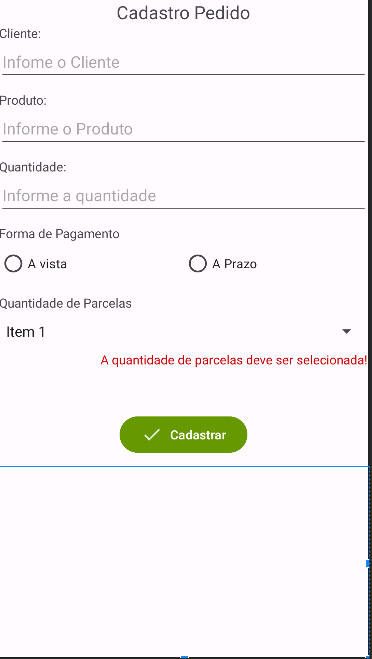 Cadastro Pedido
Cliente:
Infome o Cliente
Produto:
Informe o Produto
Quantidade:
Informe a quantidade
Forma de Pagamento
A vista
A Prazo
Quantidade de Parcelas
Item 1
A quantidade de parcelas deve ser selecionada!
Cadastrar